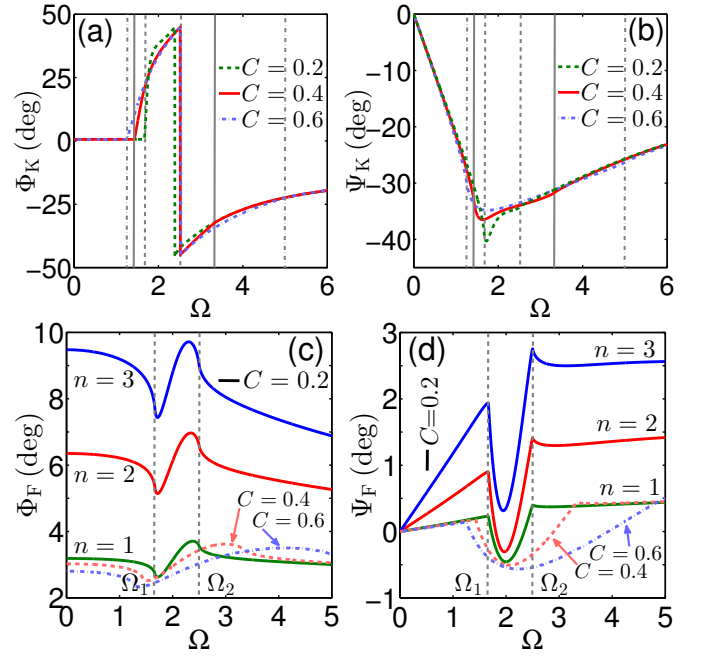 (a)
C = 0.2
C = 0.4
C = 0.6
50
25
0
−25
−50
Φ_K (deg)
0 2 4 6
Ω
(b)
C = 0.2
C = 0.4
C = 0.6
0
−10
−20
−30
−40
Ψ_K (deg)
0 2 4 6
Ω
(c)
C = 0.2
n = 3
n = 2
n = 1
C = 0.4
C = 0.6
Ω_1
Ω_2
10
8
6
4
2
Φ_F (deg)
0 1 2 3 4 5
Ω
(d)
C=0.2
n = 3
n = 2
n = 1
C = 0.6
C = 0.4
Ω_1
Ω_2
3
2
1
0
−1
Ψ_F (deg)
0 1 2 3 4 5
Ω